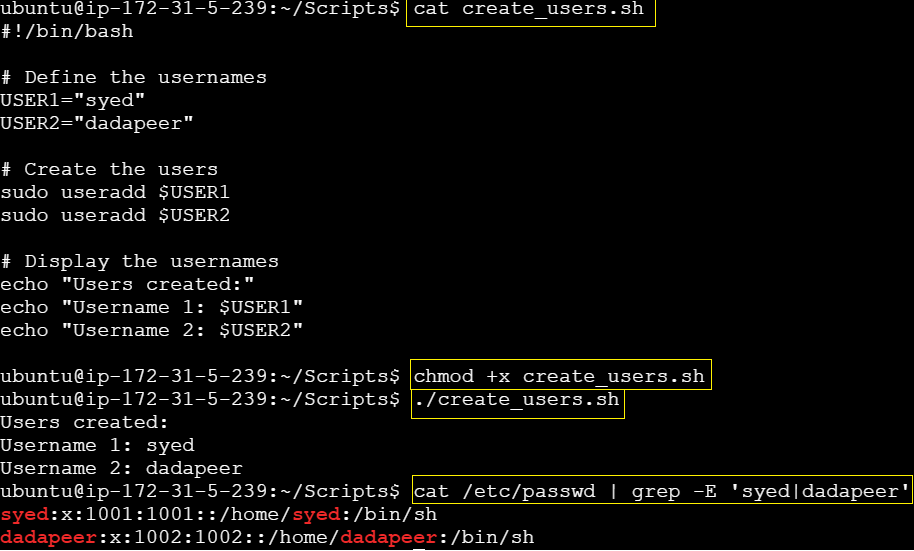 ubuntu@ip-172-31-5-239:~/Scripts$ cat create_users.sh
#!/bin/bash
# Define the usernames
USER1="syed"
USER2="dadapeer"
# Create the users
sudo useradd $USER1
sudo useradd $USER2
# Display the usernames
echo "Users created:"
echo "Username 1: $USER1"
echo "Username 2: $USER2"
ubuntu@ip-172-31-5-239:~/Scripts$ chmod +x create_users.sh
ubuntu@ip-172-31-5-239:~/Scripts$ ./create_users.sh
Users created:
Username 1: syed
Username 2: dadapeer
ubuntu@ip-172-31-5-239:~/Scripts$ cat /etc/passwd | grep -E 'syed|dadapeer'
syed:x:1001:1001::/home/syed:/bin/sh
dadapeer:x:1002:1002::/home/dadapeer:/bin/sh